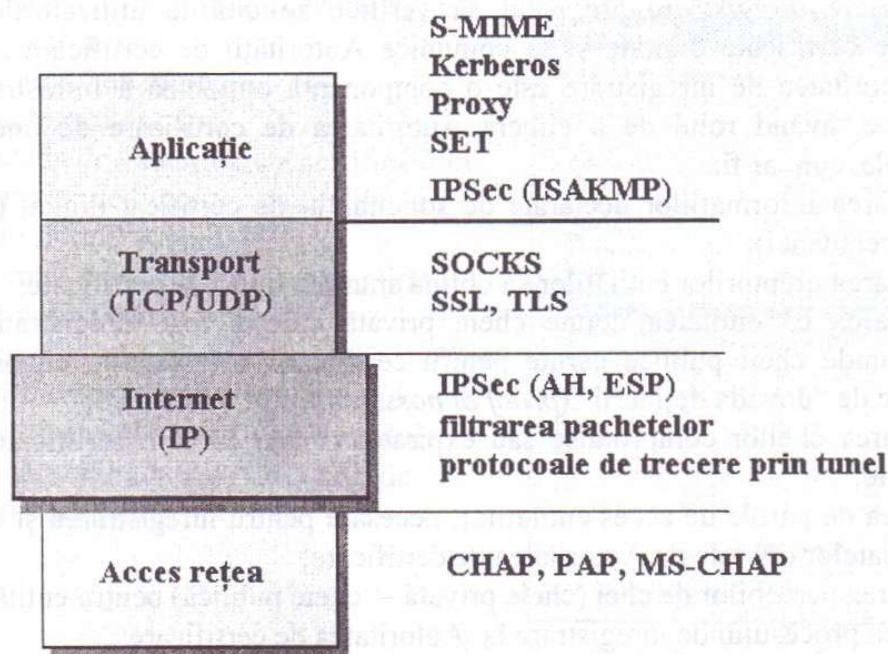 S-MIME
Kerberos
Proxy
SET
IPSec (ISAKMP)
Aplicație
Transport
(TCP/UDP)
SOCKS
SSL, TLS
Internet
(IP)
IPSec (AH, ESP)
filtrarea pachetelor
protocoale de trecere prin tunel
Acces rețea
CHAP, PAP, MS-CHAP